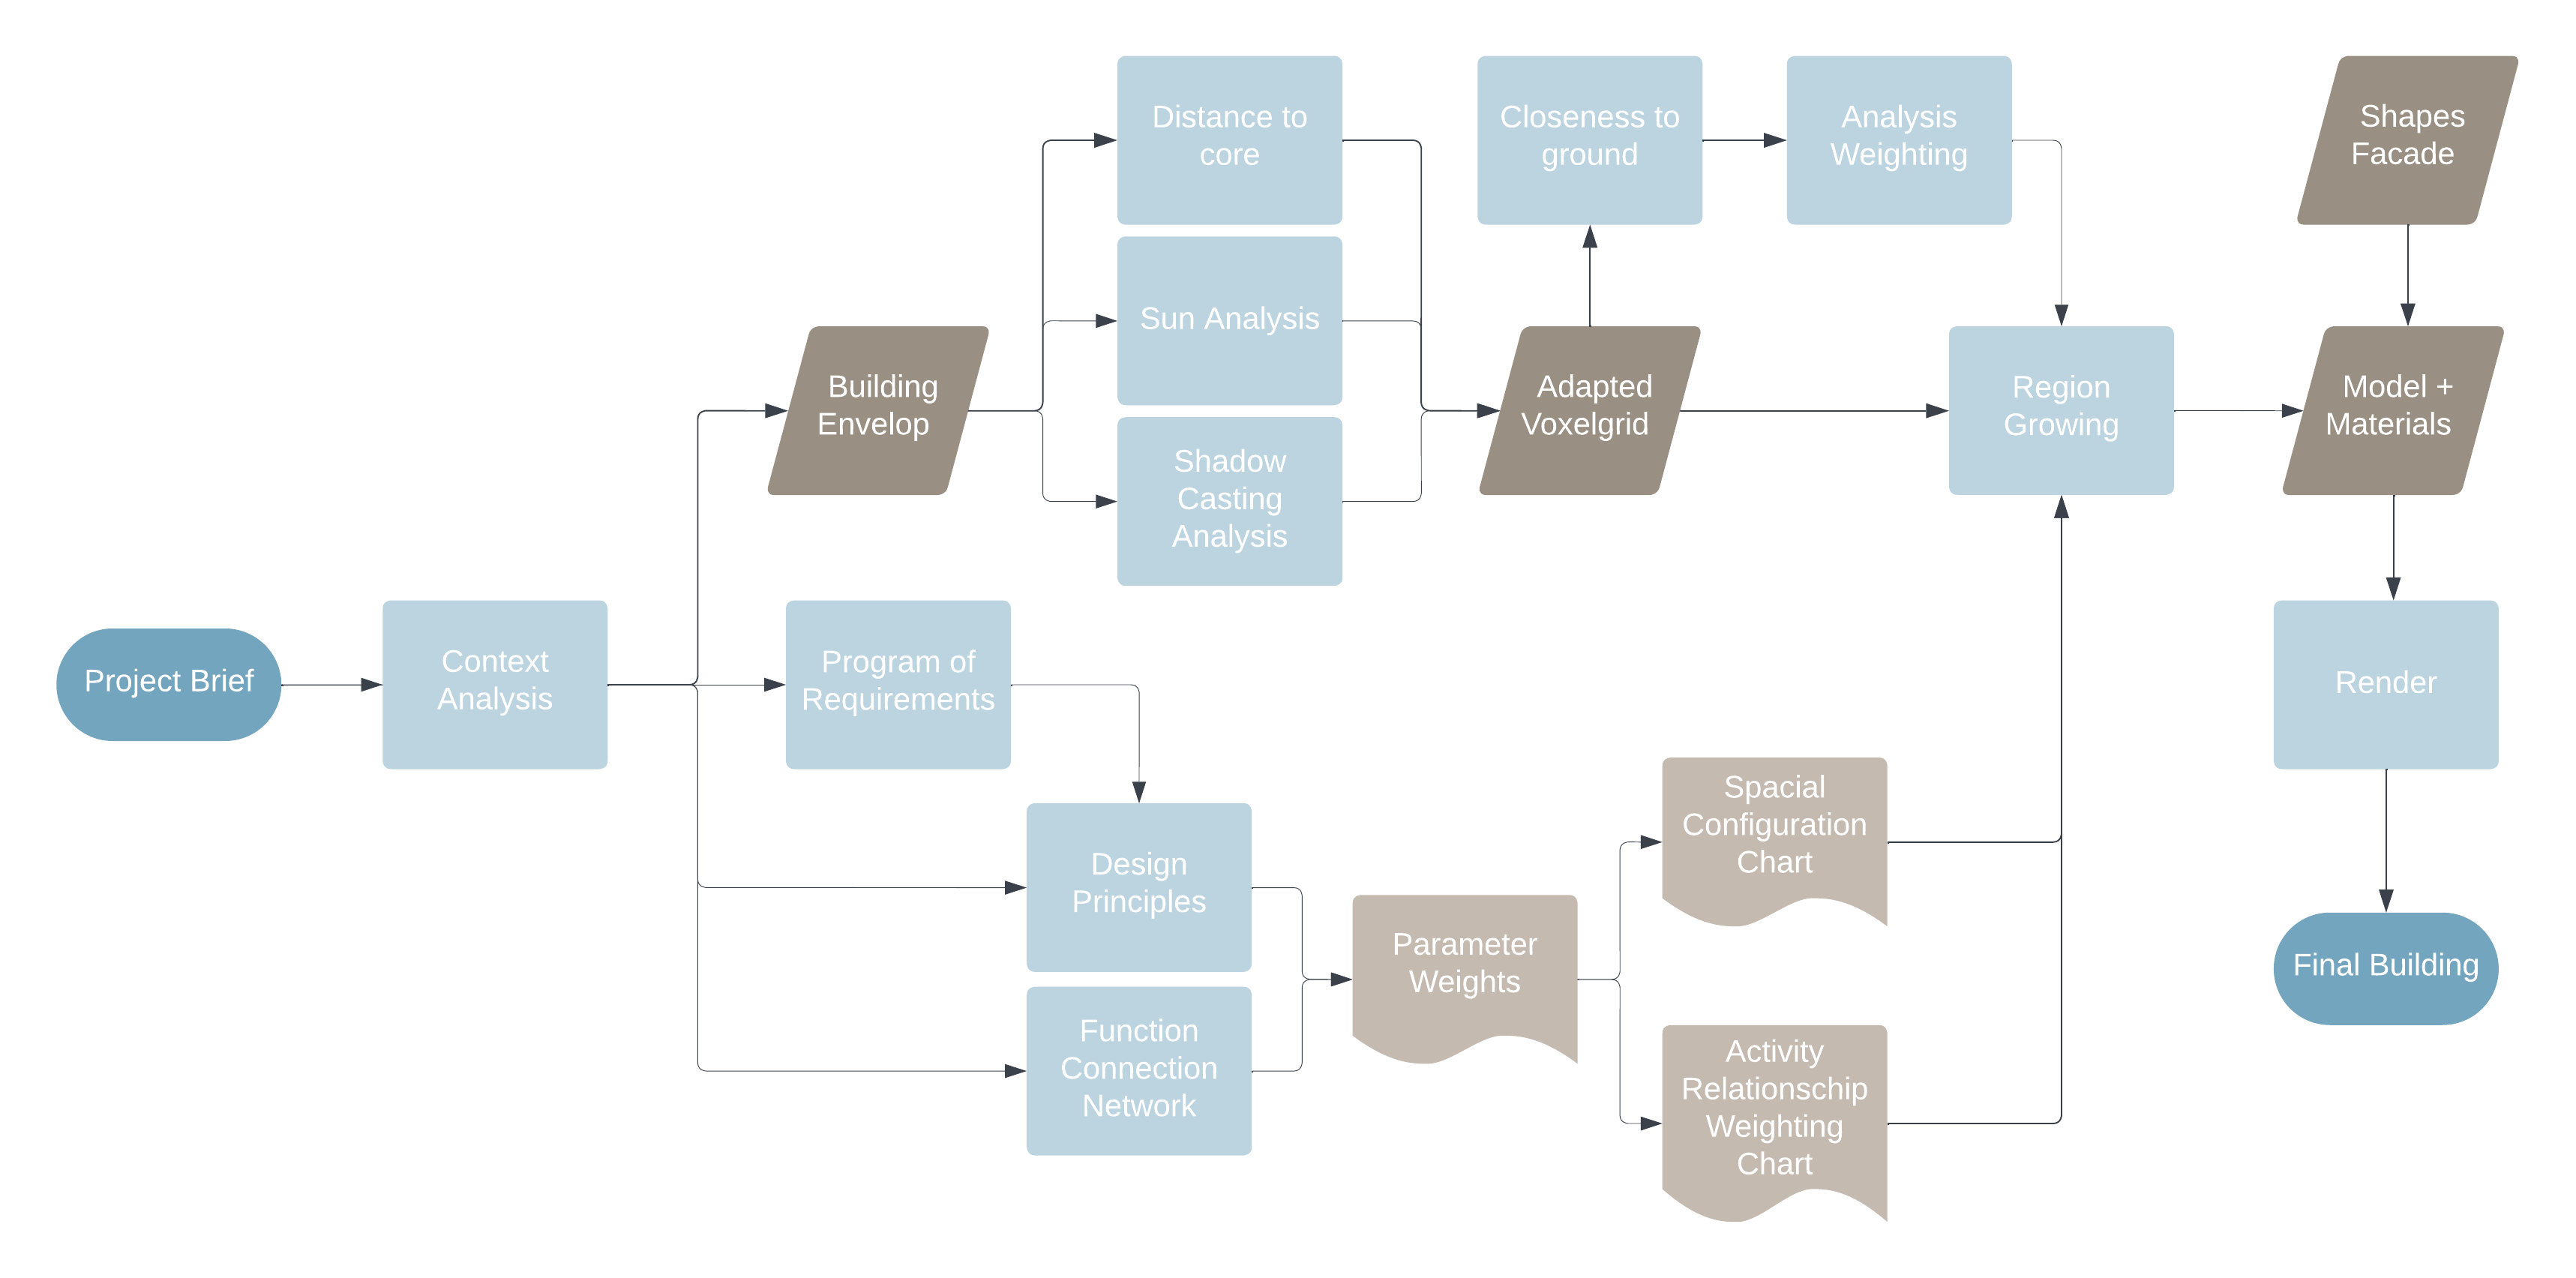 Distance to
core
Closeness to
ground
Analysis
Weighting
Shapes
Facade
Sun Analysis
Building
Envelop
Shadow
Casting
Analysis
Adapted
Voxelgrid
Region
Growing
Model +
Materials
Project Brief
Context
Analysis
Program of
Requirements
Render
Design
Principles
Function
Connection
Network
Parameter
Weights
Spacial
Configuration
Chart
Activity
Relationschip
Weighting
Chart
Final Building